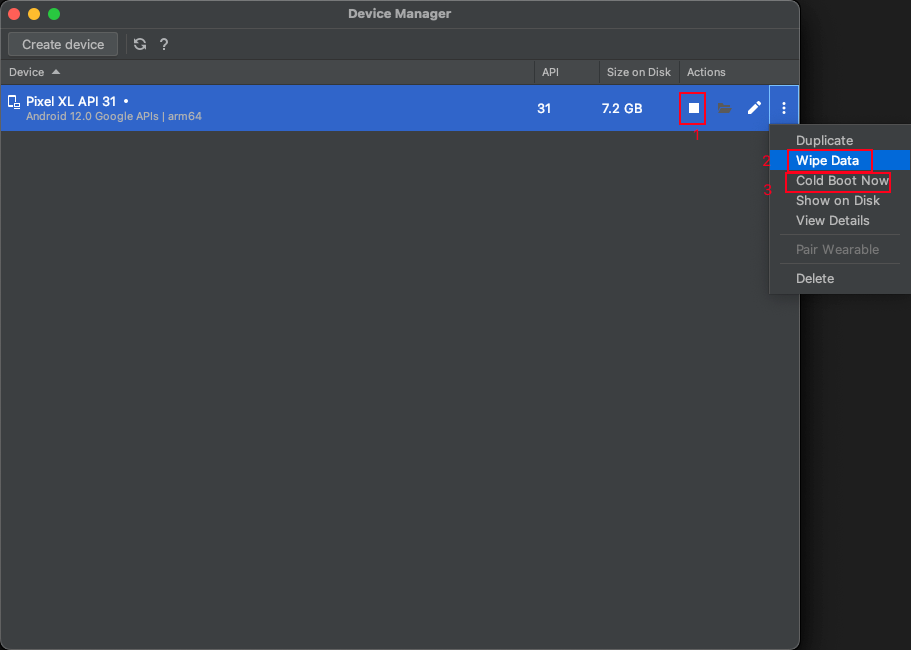 Device Manager
Create device ?
Device API Size on Disk Actions
Pixel XL API 31 • 31 7.2 GB
Android 12.0 Google APIs | arm64
1
Duplicate
2 Wipe Data
3 Cold Boot Now
Show on Disk
View Details
Pair Wearable
Delete